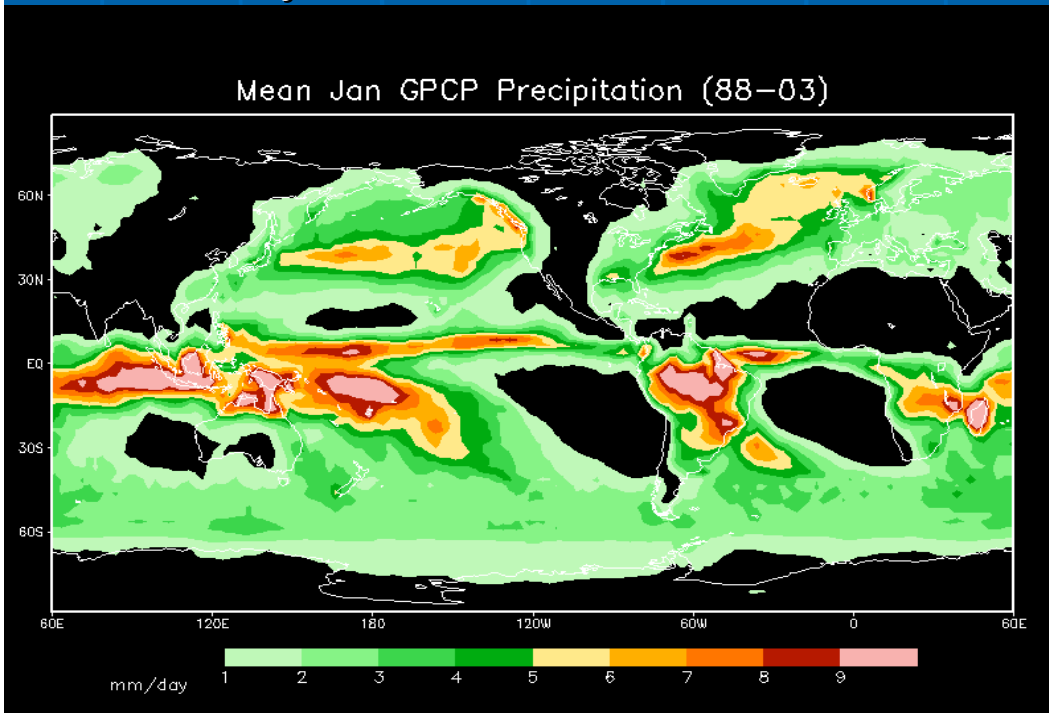 Mean Jan GPCP Precipitation (88-03)
60N
30N
EQ
30S
60S
60E 120E 180 120W 60W 0 60E
mm/day 1 2 3 4 5 6 7 8 9